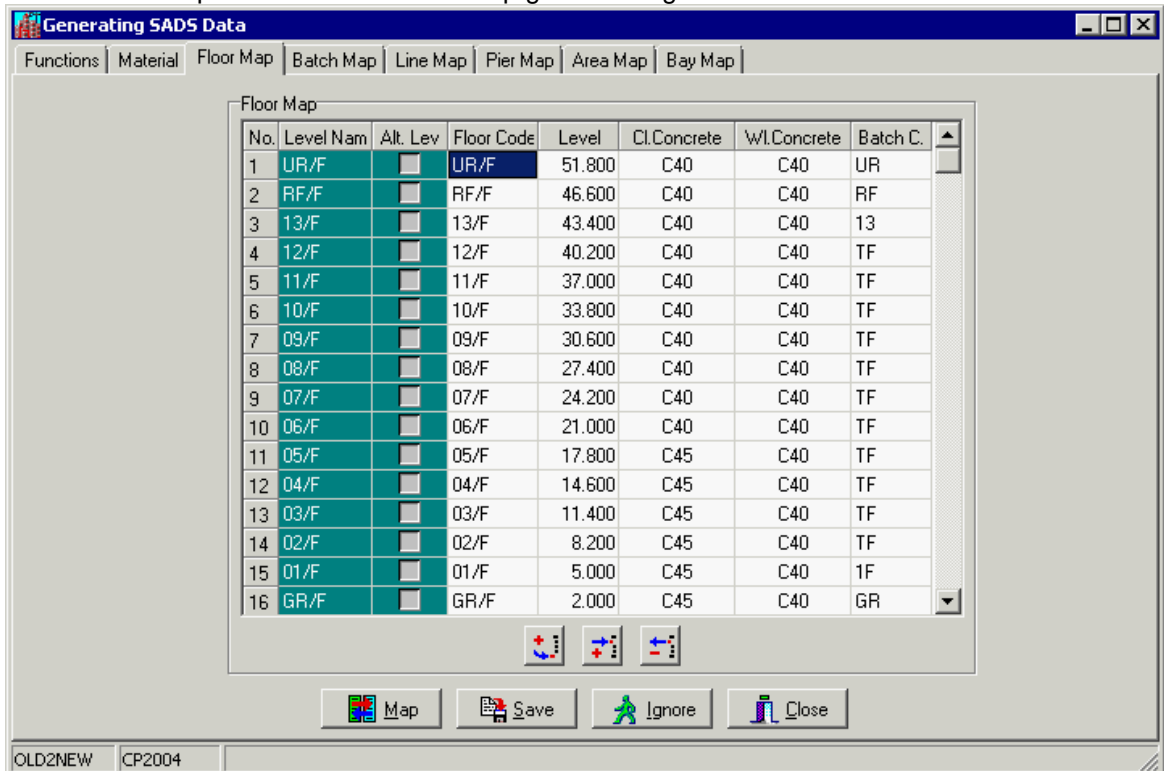 Generating SADS Data
Functions Material Floor Map Batch Map Line Map Pier Map Area Map Bay Map
Floor Map
No. Level Nam Alt. Lev Floor Code Level Cl.Concrete Wl.Concrete Batch C.
1 UR/F UR/F 51.800 C40 C40 UR
2 RF/F RF/F 46.600 C40 C40 RF
3 13/F 13/F 43.400 C40 C40 13
4 12/F 12/F 40.200 C40 C40 TF
5 11/F 11/F 37.000 C40 C40 TF
6 10/F 10/F 33.800 C40 C40 TF
7 09/F 09/F 30.600 C40 C40 TF
8 08/F 08/F 27.400 C40 C40 TF
9 07/F 07/F 24.200 C40 C40 TF
10 06/F 06/F 21.000 C40 C40 TF
11 05/F 05/F 17.800 C45 C40 TF
12 04/F 04/F 14.600 C45 C40 TF
13 03/F 03/F 11.400 C45 C40 TF
14 02/F 02/F 8.200 C45 C40 TF
15 01/F 01/F 5.000 C45 C40 1F
16 GR/F GR/F 2.000 C45 C40 GR
Map Save Ignore Close
OLD2NEW CP2004